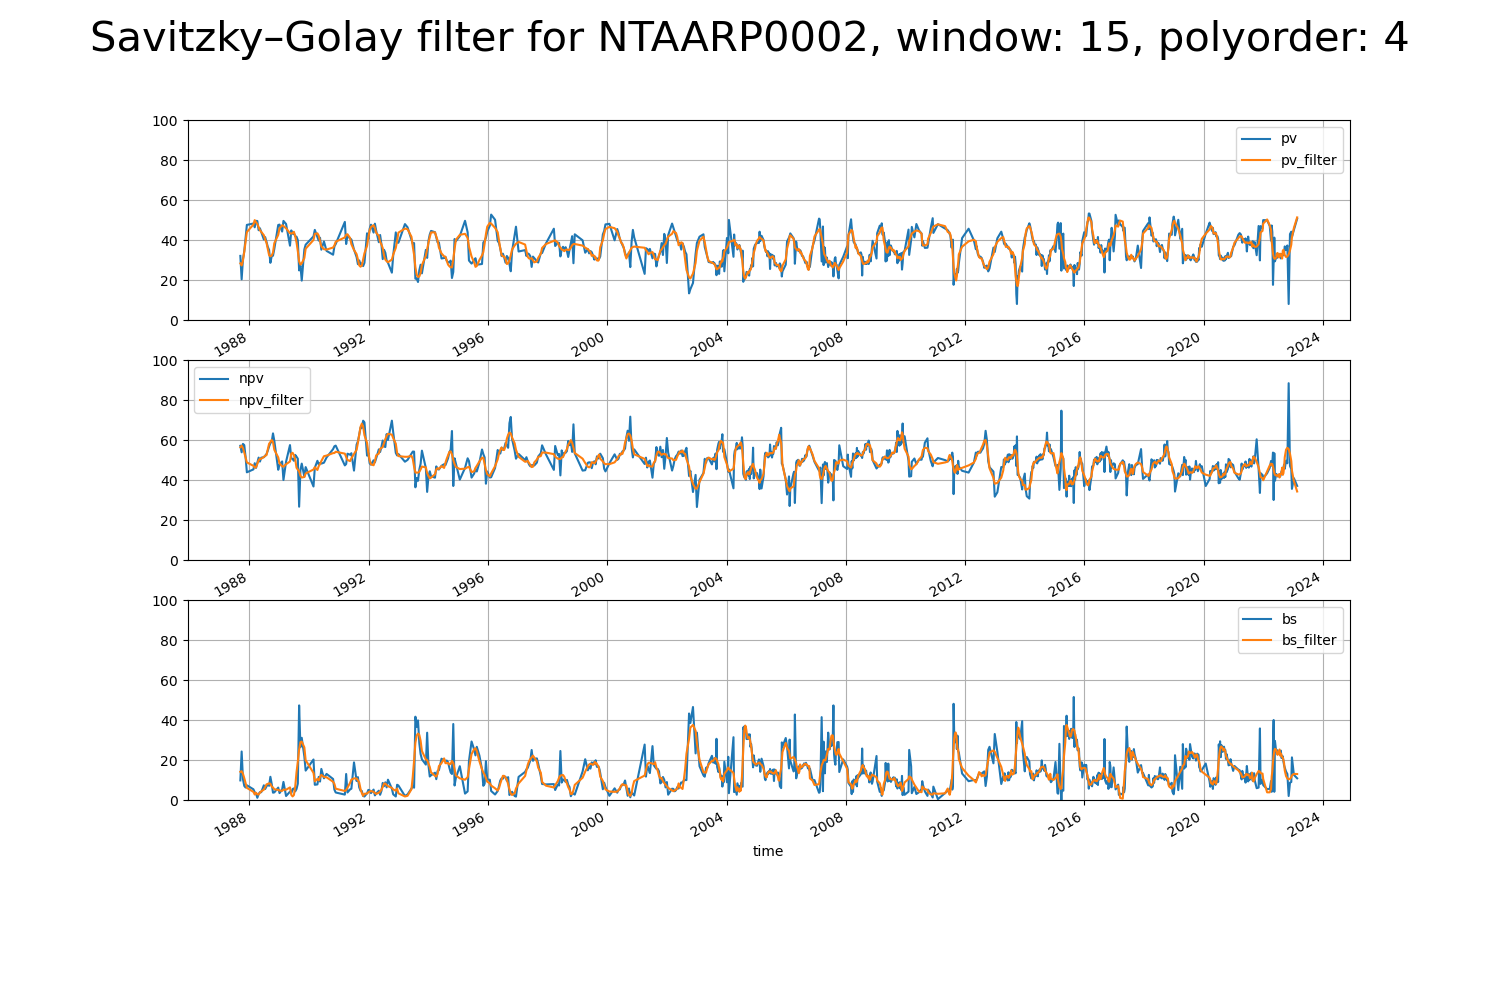 Savitzky–Golay filter for NTAARP0002, window: 15, polyorder: 4
100
80
60
40
20
0
pv
pv_filter
1988 1992 1996 2000 2004 2008 2012 2016 2020 2024
100
80
60
40
20
0
npv
npv_filter
1988 1992 1996 2000 2004 2008 2012 2016 2020 2024
100
80
60
40
20
0
bs
bs_filter
1988 1992 1996 2000 2004 2008 2012 2016 2020 2024
time